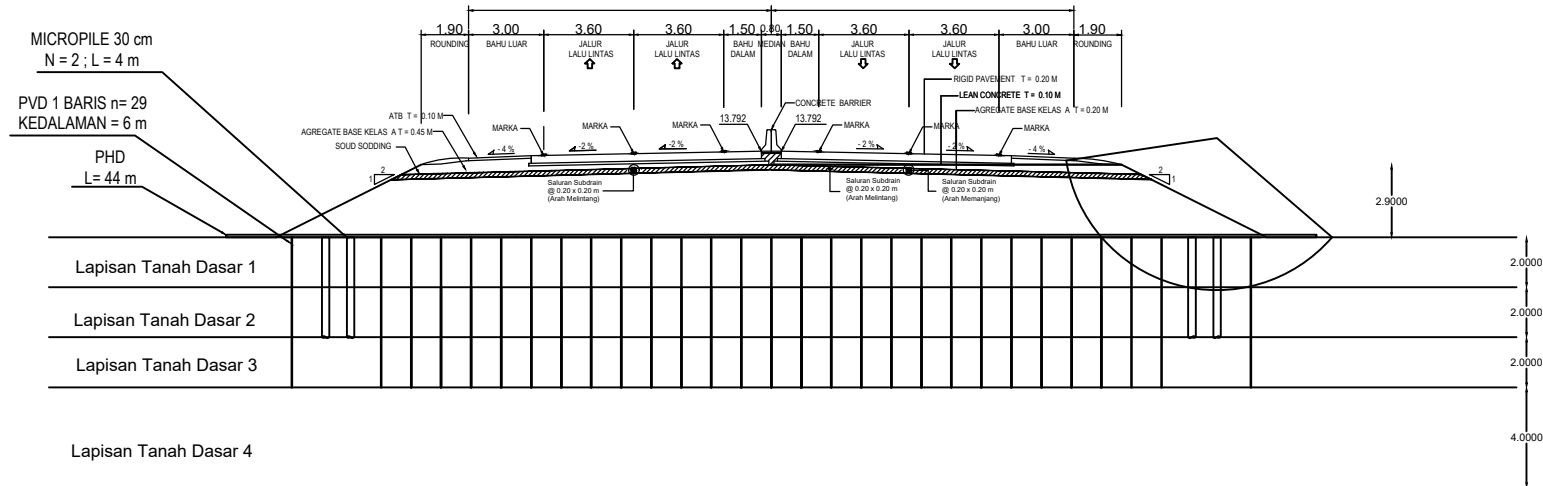 1.90 3.00 3.60 3.60 1.50 0.80 1.50 3.60 3.60 3.00 1.90
ROUNDING BAHU LUAR JALUR LALU LINTAS JALUR LALU LINTAS BAHU DALAM MEDIAN BAHU DALAM JALUR LALU LINTAS JALUR LALU LINTAS BAHU LUAR ROUNDING
MICROPILE 30 cm
N = 2 ; L = 4 m
PVD 1 BARIS n= 29
KEDALAMAN = 6 m
PHD
L= 44 m
RIGID PAVEMENT T = 0.20 M
LEAN CONCRETE T = 0.10 M
AGREGATE BASE KELAS A T = 0.20 M
CONCRETE BARRIER
ATB T = 0.10 M
AGREGATE BASE KELAS A T = 0.45 M
SOUD SODDING
MARKA MARKA MARKA 13.792 13.792 MARKA MARKA MARKA
- 4 % -2 % -2 % - 2 % - 2 % - 4 %
2
1
2
1
Saluran Subdrain
@ 0.20 x 0.20 m
(Arah Melintang)
Saluran Subdrain
@ 0.20 x 0.20 m
(Arah Melintang)
Saluran Subdrain
@ 0.20 x 0.20 m
(Arah Memanjang)
2.9000
Lapisan Tanah Dasar 1
2.0000
Lapisan Tanah Dasar 2
2.0000
Lapisan Tanah Dasar 3
2.0000
Lapisan Tanah Dasar 4
4.0000